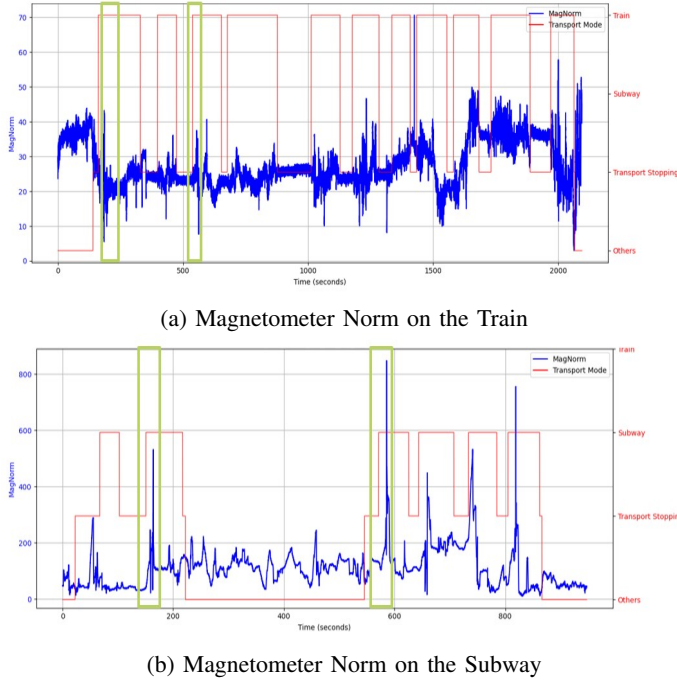 70
60
50
40
30
20
10
0
MagNorm
MagNorm
Transport Mode
Train
Subway
Transport Stopping
Others
0
500
1000
1500
2000
Time (seconds)
(a) Magnetometer Norm on the Train
800
600
400
200
0
MagNorm
MagNorm
Transport Mode
Train
Subway
Transport Stopping
Others
0
200
400
600
800
Time (seconds)
(b) Magnetometer Norm on the Subway